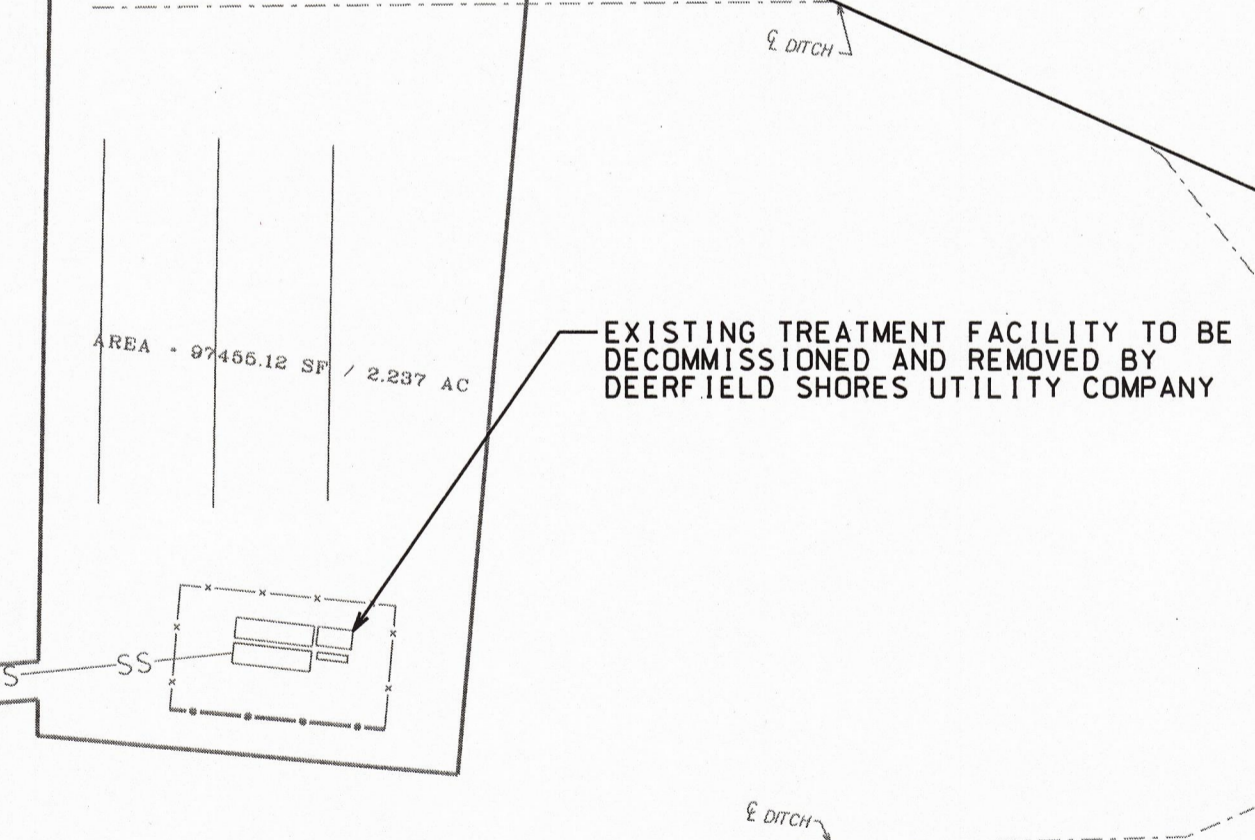 ℄ DITCH
EXISTING TREATMENT FACILITY TO BE
DECOMMISSIONED AND REMOVED BY
DEERFIELD SHORES UTILITY COMPANY
AREA - 97455.12 SF / 2.237 AC
S
SS
℄ DITCH